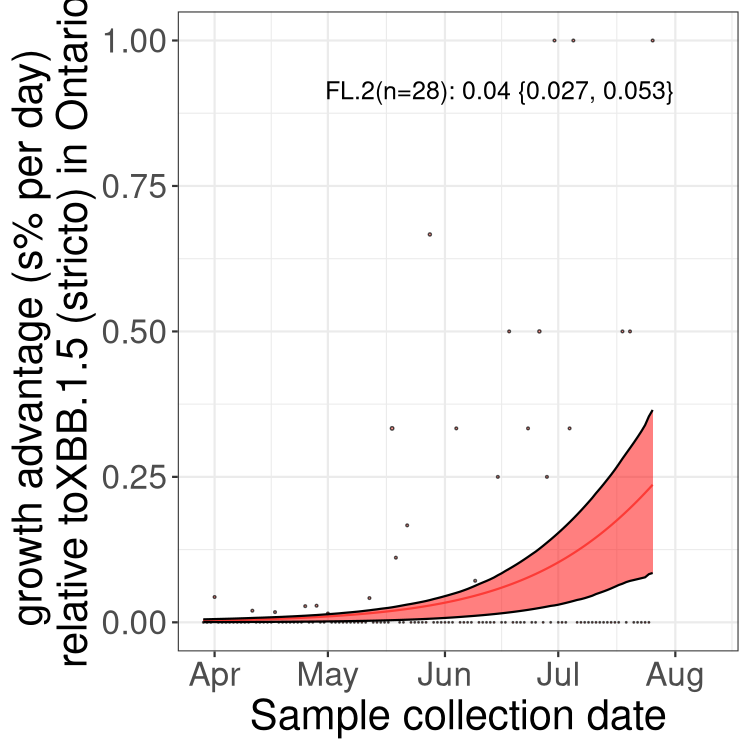 growth advantage (s% per day)
relative toXBB.1.5 (stricto) in Ontario
1.00
0.75
0.50
0.25
0.00
FL.2(n=28): 0.04 {0.027, 0.053}
Apr May Jun Jul Aug
Sample collection date